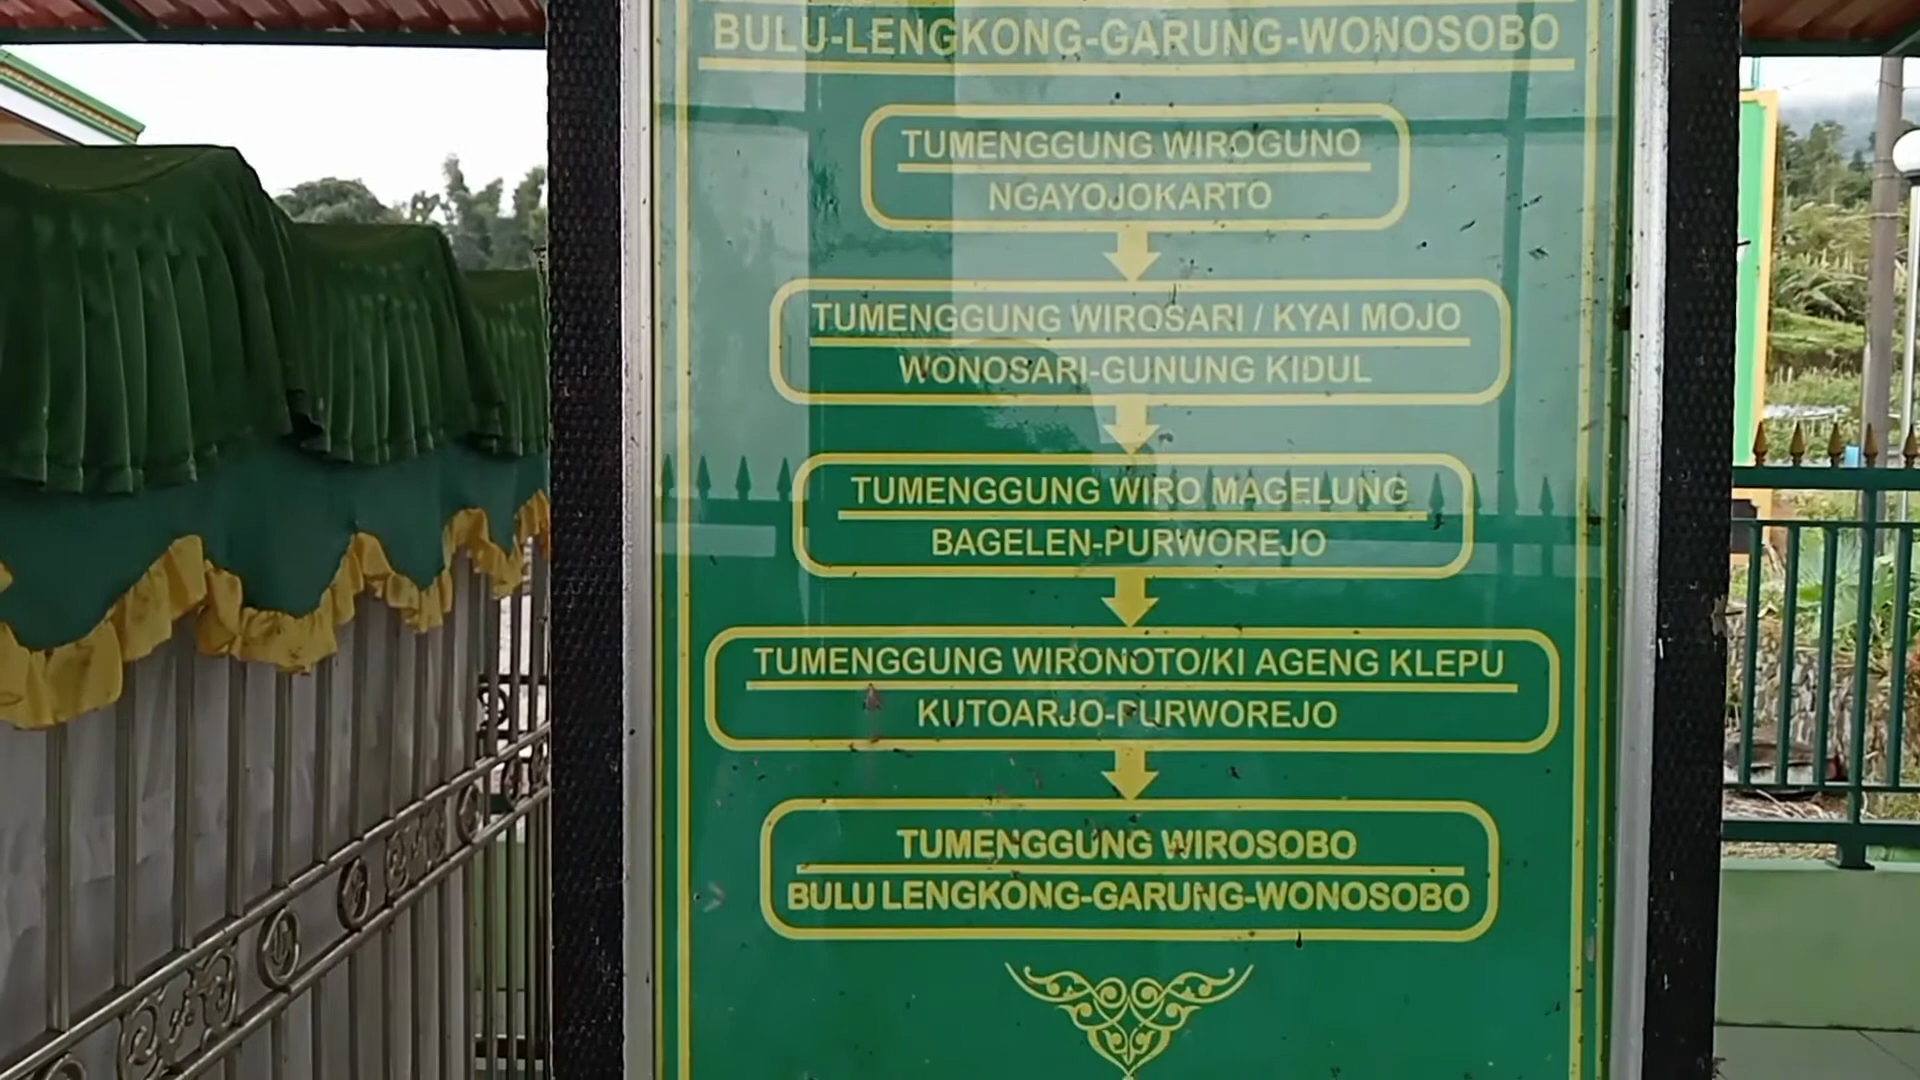 BULU-LENGKONG-GARUNG-WONOSOBO
TUMENGGUNG WIROGUNO
NGAYOJOKARTO
TUMENGGUNG WIROSARI / KYAI MOJO
WONOSARI-GUNUNG KIDUL
TUMENGGUNG WIRO MAGELUNG
BAGELEN-PURWOREJO
TUMENGGUNG WIRONOTO/KI AGENG KLEPU
KUTOARJO-PURWOREJO
TUMENGGUNG WIROSOBO
BULU LENGKONG-GARUNG-WONOSOBO